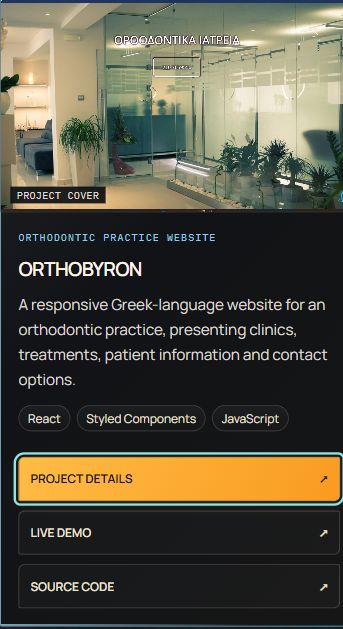 ΟΡΘΟΔΟΝΤΙΚΑ ΙΑΤΡΕΙΑ
PROJECT COVER
ORTHODONTIC PRACTICE WEBSITE
ORTHOBYRON
A responsive Greek-language website for an
orthodontic practice, presenting clinics,
treatments, patient information and contact
options.
React Styled Components JavaScript
PROJECT DETAILS ↗
LIVE DEMO ↗
SOURCE CODE ↗